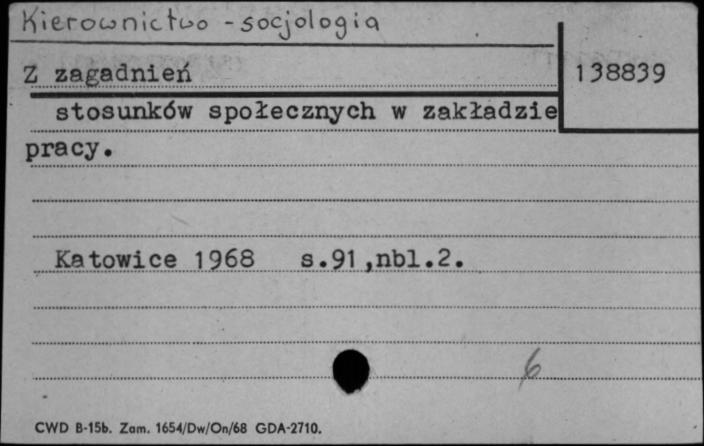 Kierownictwo - socjologia
Z zagadnień
138839
stosunków społecznych w zakładzie
pracy.
Katowice 1968 s.91,nbl.2.
6
CWD B-15b. Zam. 1654/Dw/On/68 GDA-2710.